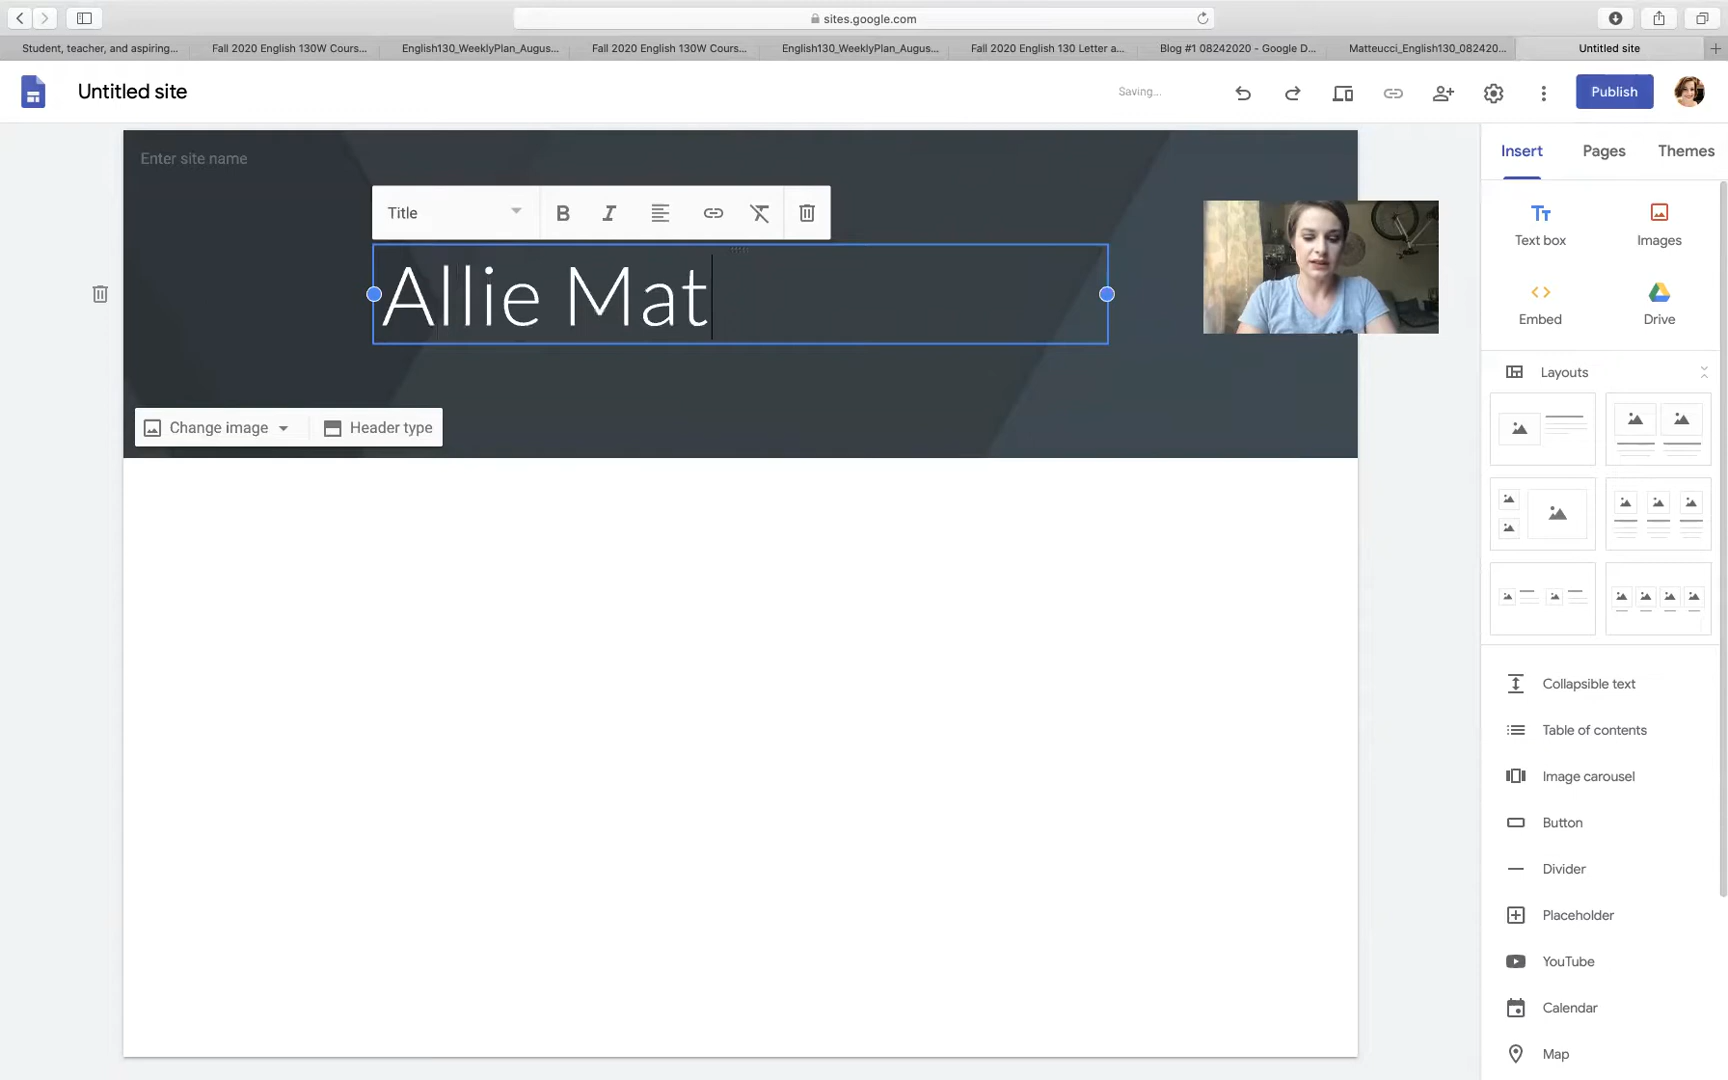 sites.google.com
Student, teacher, and aspiring...
Fall 2020 English 130W Cours...
English130_WeeklyPlan_Augus...
Fall 2020 English 130W Cours...
English130_WeeklyPlan_Augus...
Fall 2020 English 130 Letter a...
Blog #1 08242020 - Google D...
Matteucci_English130_082420...
Untitled site
Untitled site
Saving...
Publish
Enter site name
Insert
Pages
Themes
Title
Allie Mat
Text box
Images
Embed
Drive
Change image
Header type
Layouts
Collapsible text
Table of contents
Image carousel
Button
Divider
Placeholder
YouTube
Calendar
Map